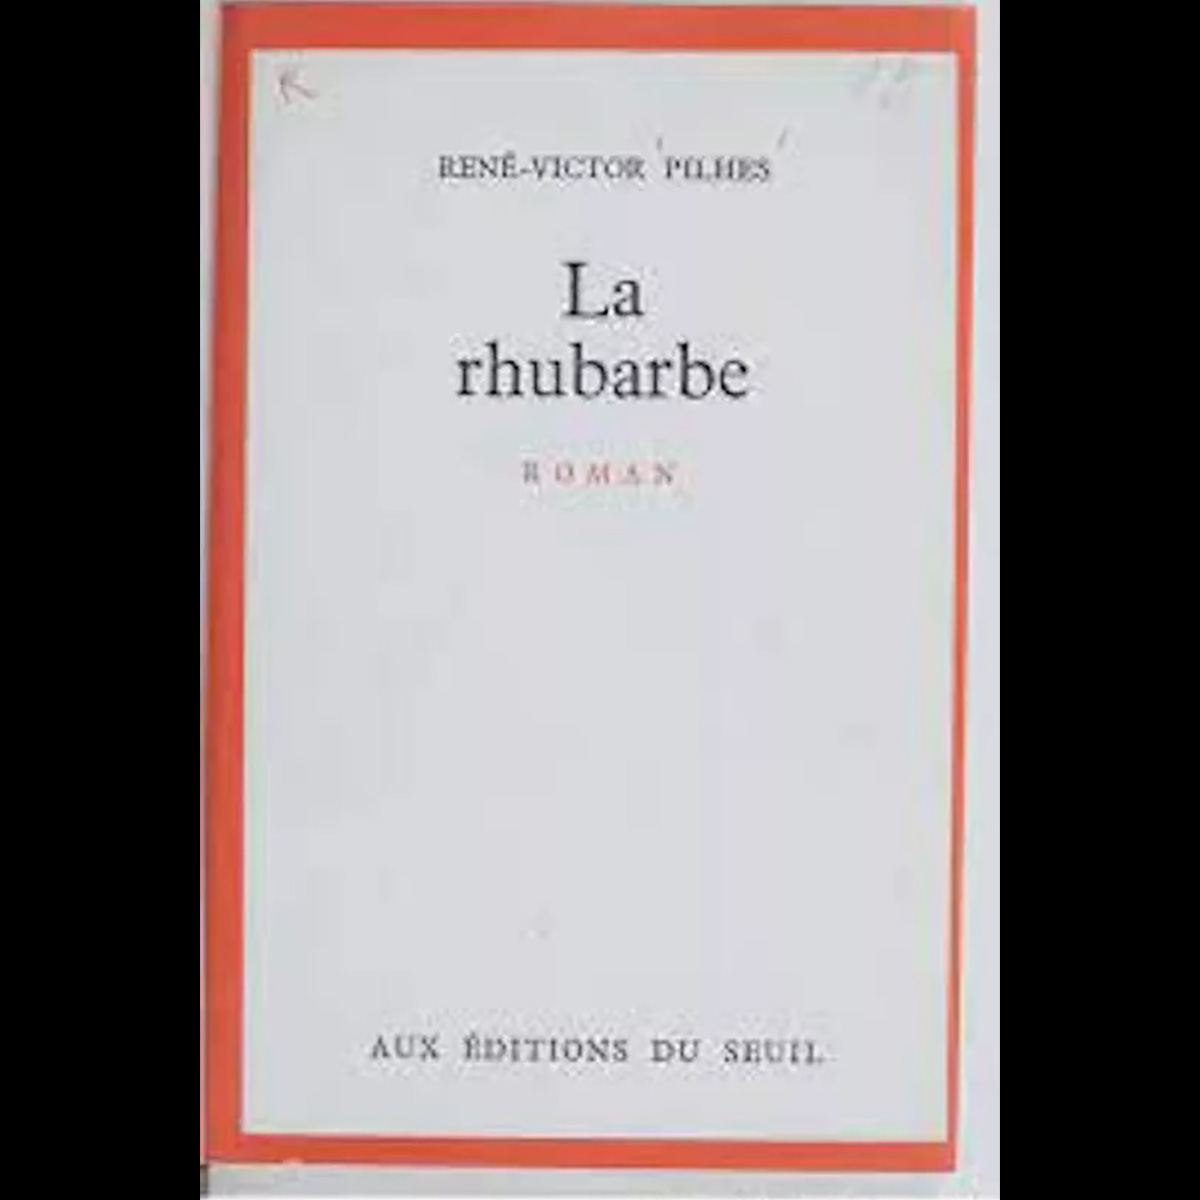 RENÉ-VICTOR PILHES
La
rhubarbe
ROMAN
AUX ÉDITIONS DU SEUIL